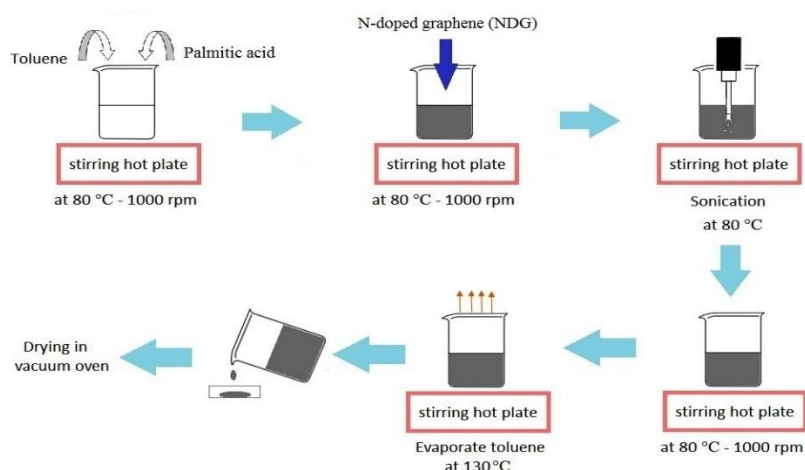 N-doped graphene (NDG)
Toluene
Palmitic acid
stirring hot plate
at 80 °C - 1000 rpm
stirring hot plate
at 80 °C - 1000 rpm
stirring hot plate
Sonication
at 80 °C
Drying in
vacuum oven
stirring hot plate
Evaporate toluene
at 130°C
stirring hot plate
at 80 °C - 1000 rpm